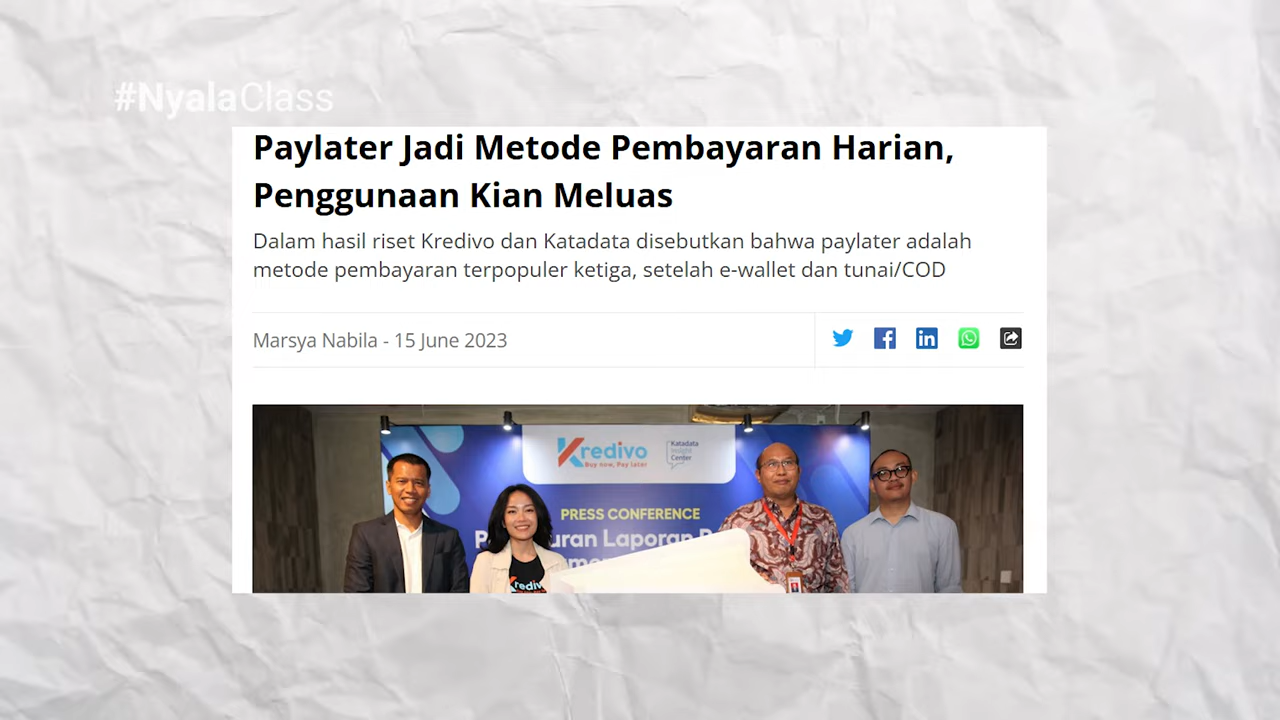 #NyalaClass
Paylater Jadi Metode Pembayaran Harian,
Penggunaan Kian Meluas
Dalam hasil riset Kredivo dan Katadata disebutkan bahwa paylater adalah
metode pembayaran terpopuler ketiga, setelah e-wallet dan tunai/COD
Marsya Nabila - 15 June 2023
Kredivo
Buy now, Pay later
Katadata
Insight
Center
PRESS CONFERENCE
Laporan